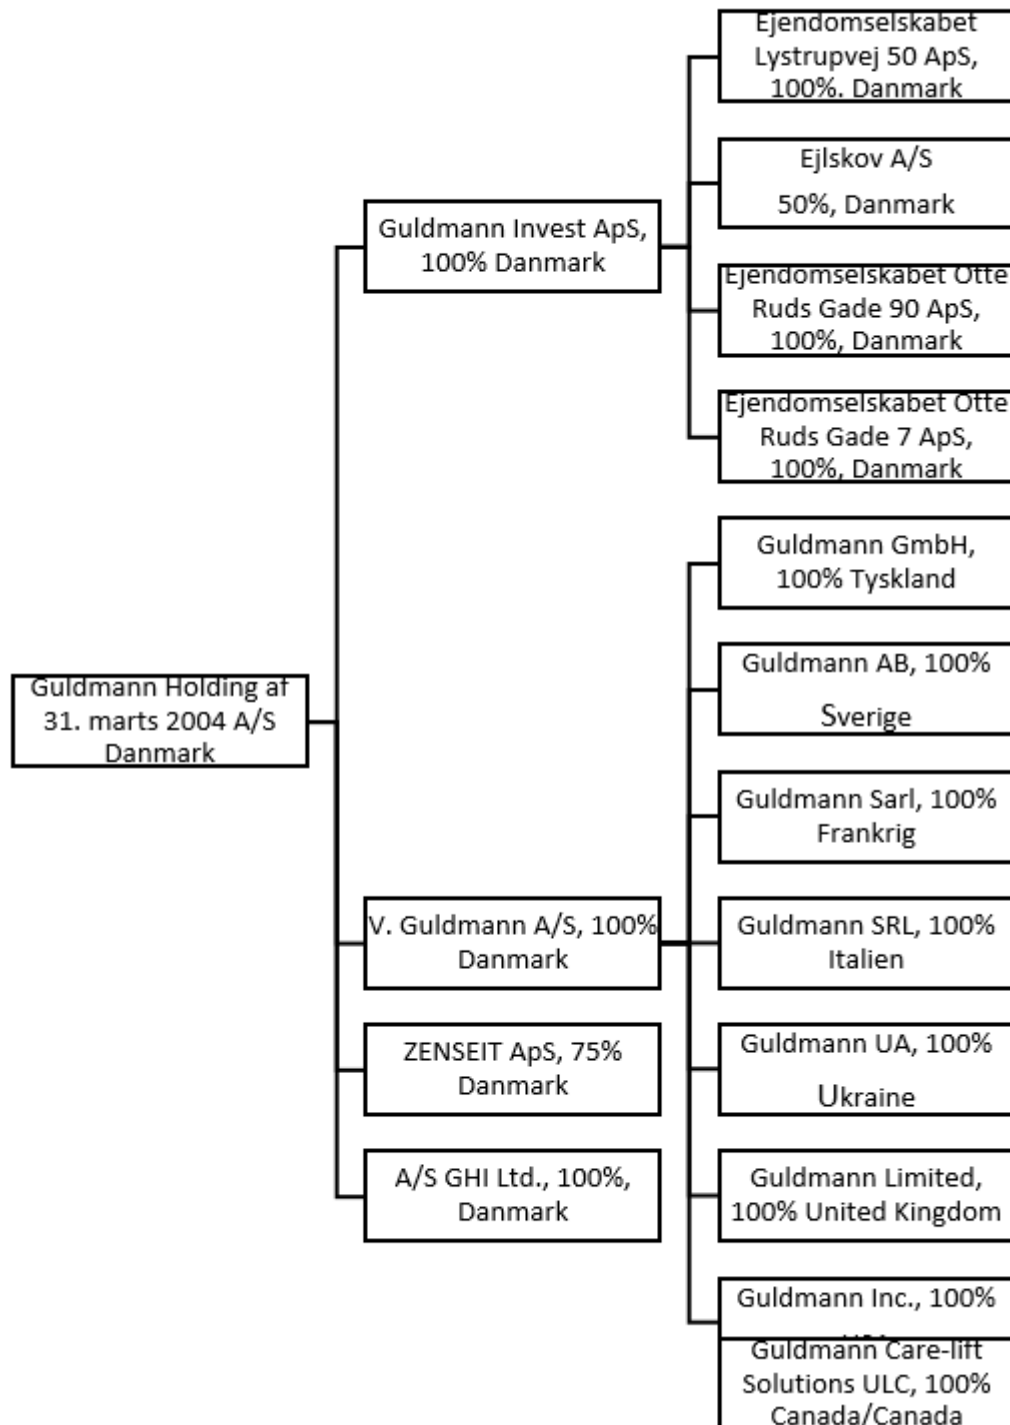 Ejendomselskabet
Lystrupvej 50 ApS,
100%. Danmark
Ejlskov A/S
50%, Danmark
Guldmann Invest ApS,
100% Danmark
Ejendomselskabet Otte
Ruds Gade 90 ApS,
100%, Danmark
Ejendomselskabet Otte
Ruds Gade 7 ApS,
100%, Danmark
Guldmann GmbH,
100% Tyskland
Guldmann AB, 100%
Sverige
Guldmann Holding af
31. marts 2004 A/S
Danmark
Guldmann Sarl, 100%
Frankrig
V. Guldmann A/S, 100%
Danmark
Guldmann SRL, 100%
Italien
ZENSEIT ApS, 75%
Danmark
Guldmann UA, 100%
Ukraine
A/S GHI Ltd., 100%,
Danmark
Guldmann Limited,
100% United Kingdom
Guldmann Inc., 100%
Guldmann Care-lift
Solutions ULC, 100%
Canada/Canada